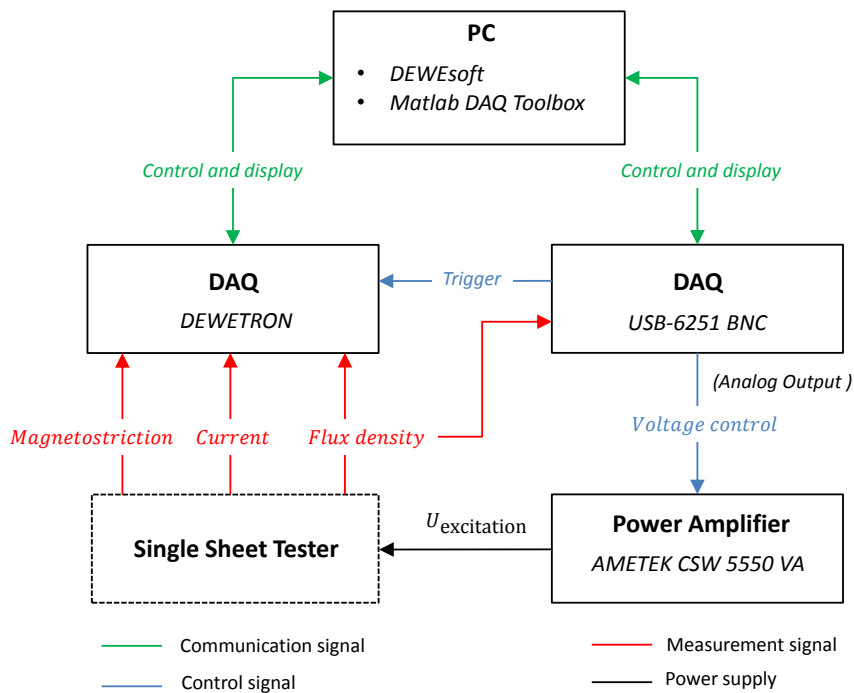 PC
• DEWEsoft
• Matlab DAQ Toolbox
Control and display
Control and display
DAQ
DEWETRON
Trigger
DAQ
USB-6251 BNC
(Analog Output )
Magnetostriction
Current
Flux density
Voltage control
Single Sheet Tester
U_excitation
Power Amplifier
AMETEK CSW 5550 VA
Communication signal
Measurement signal
Control signal
Power supply